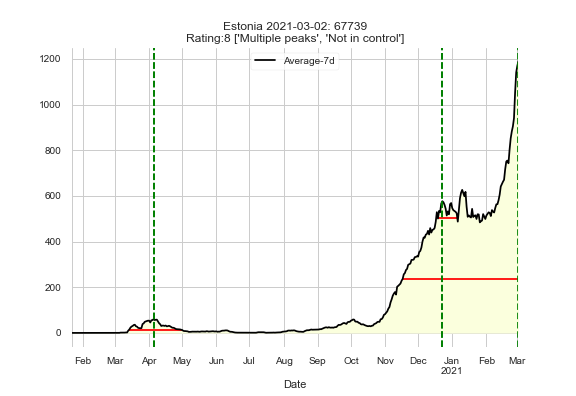 Estonia 2021-03-02: 67739
Rating:8 ['Multiple peaks', 'Not in control']
Average-7d
1200
1000
800
600
400
200
0
Feb Mar Apr May Jun Jul Aug Sep Oct Nov Dec Jan Feb Mar
2021
Date